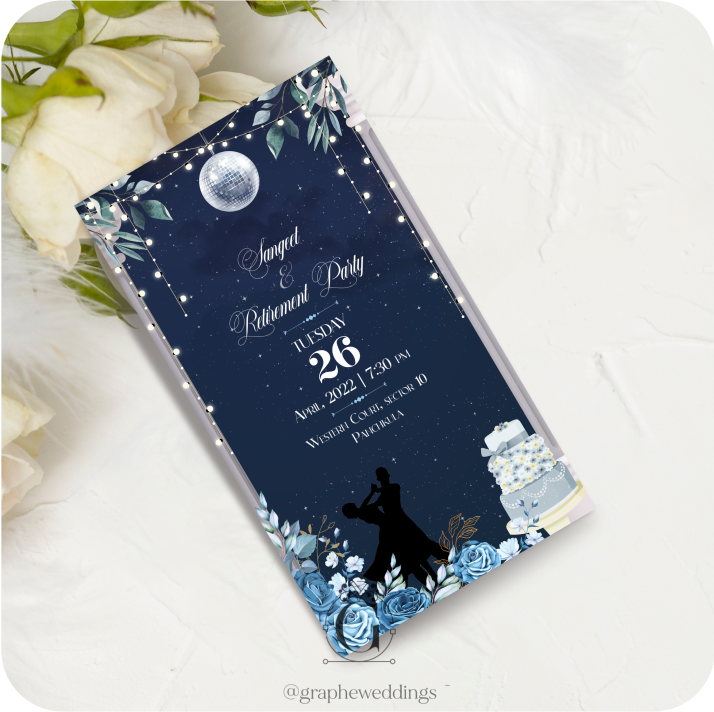 Sangeet
&
Retirement Party
TUESDAY
26
APRIL, 2022 | 7:30 PM
WESTERN COURT, SECTOR 10
PANCHKULA
G
@grapheweddings